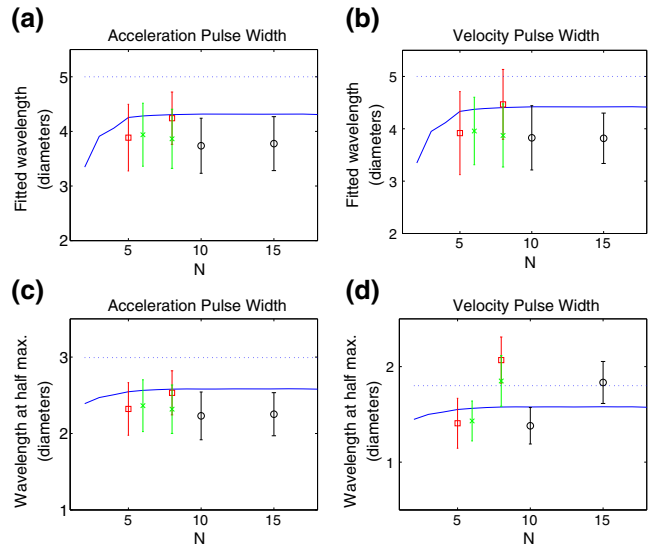 (a)
Acceleration Pulse Width
Fitted wavelength
(diameters)
5
4
3
2
5
10
15
N
(b)
Velocity Pulse Width
Fitted wavelength
(diameters)
5
4
3
2
5
10
15
N
(c)
Acceleration Pulse Width
Wavelength at half max.
(diameters)
3
2
1
5
10
15
N
(d)
Velocity Pulse Width
Wavelength at half max.
(diameters)
2
1
5
10
15
N